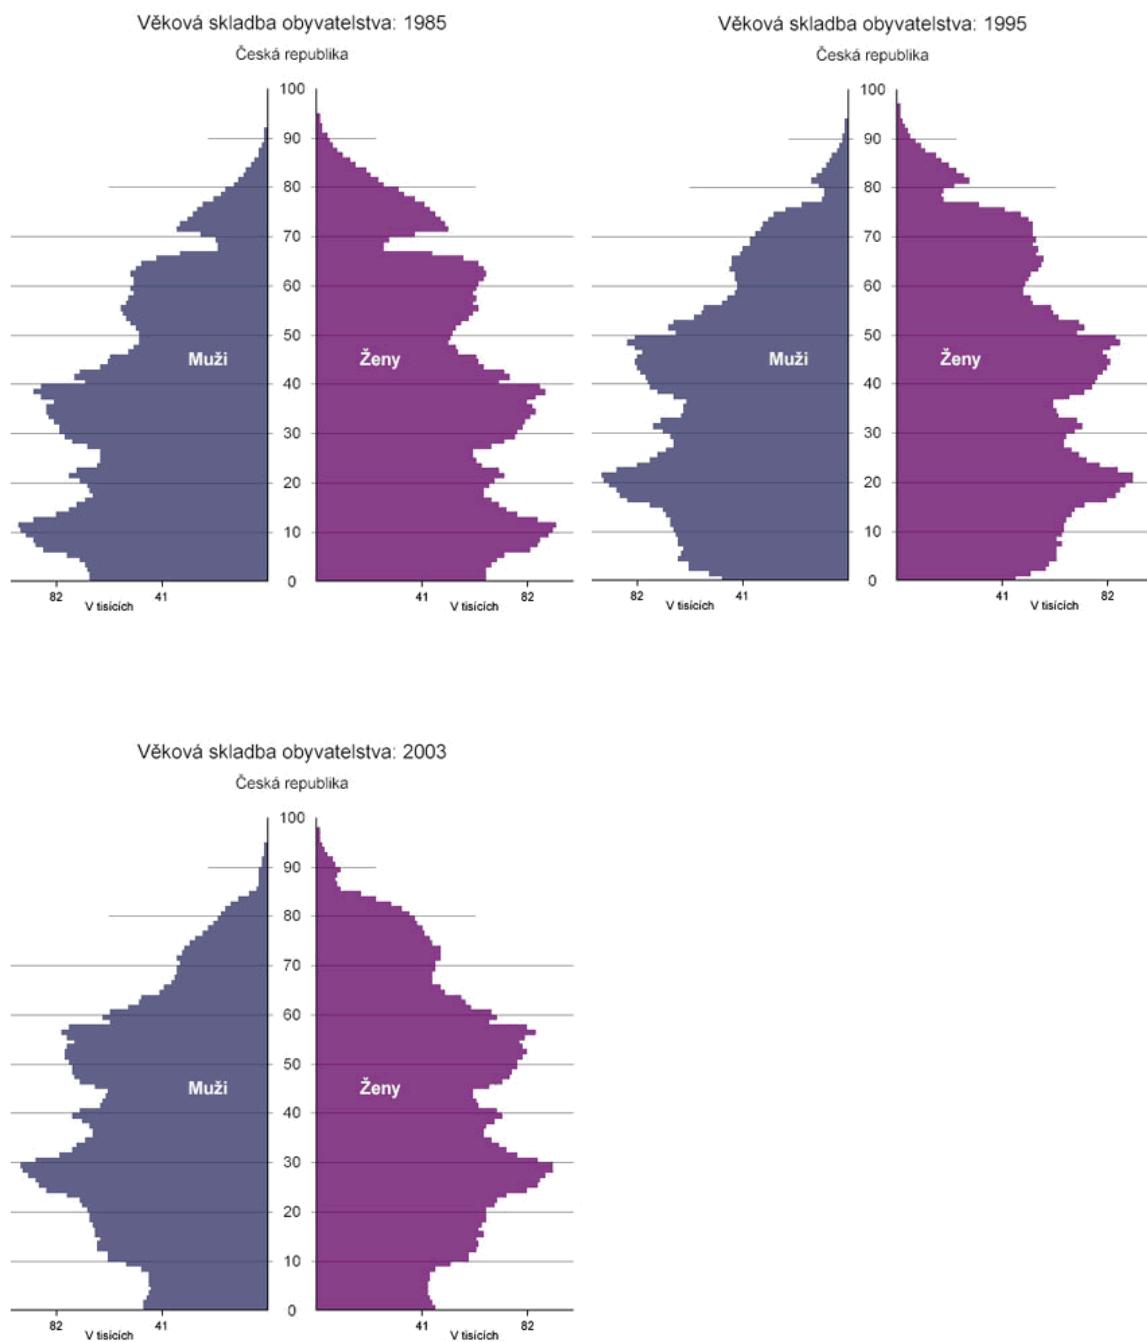 Věková skladba obyvatelstva: 1985
Česká republika
100
90
80
70
60
50
40
30
20
10
0
Muži
Ženy
82
41
41
82
V tisících
V tisících
Věková skladba obyvatelstva: 1995
Česká republika
100
90
80
70
60
50
40
30
20
10
0
Muži
Ženy
82
41
41
82
V tisících
V tisících
Věková skladba obyvatelstva: 2003
Česká republika
100
90
80
70
60
50
40
30
20
10
0
Muži
Ženy
82
41
41
82
V tisících
V tisících